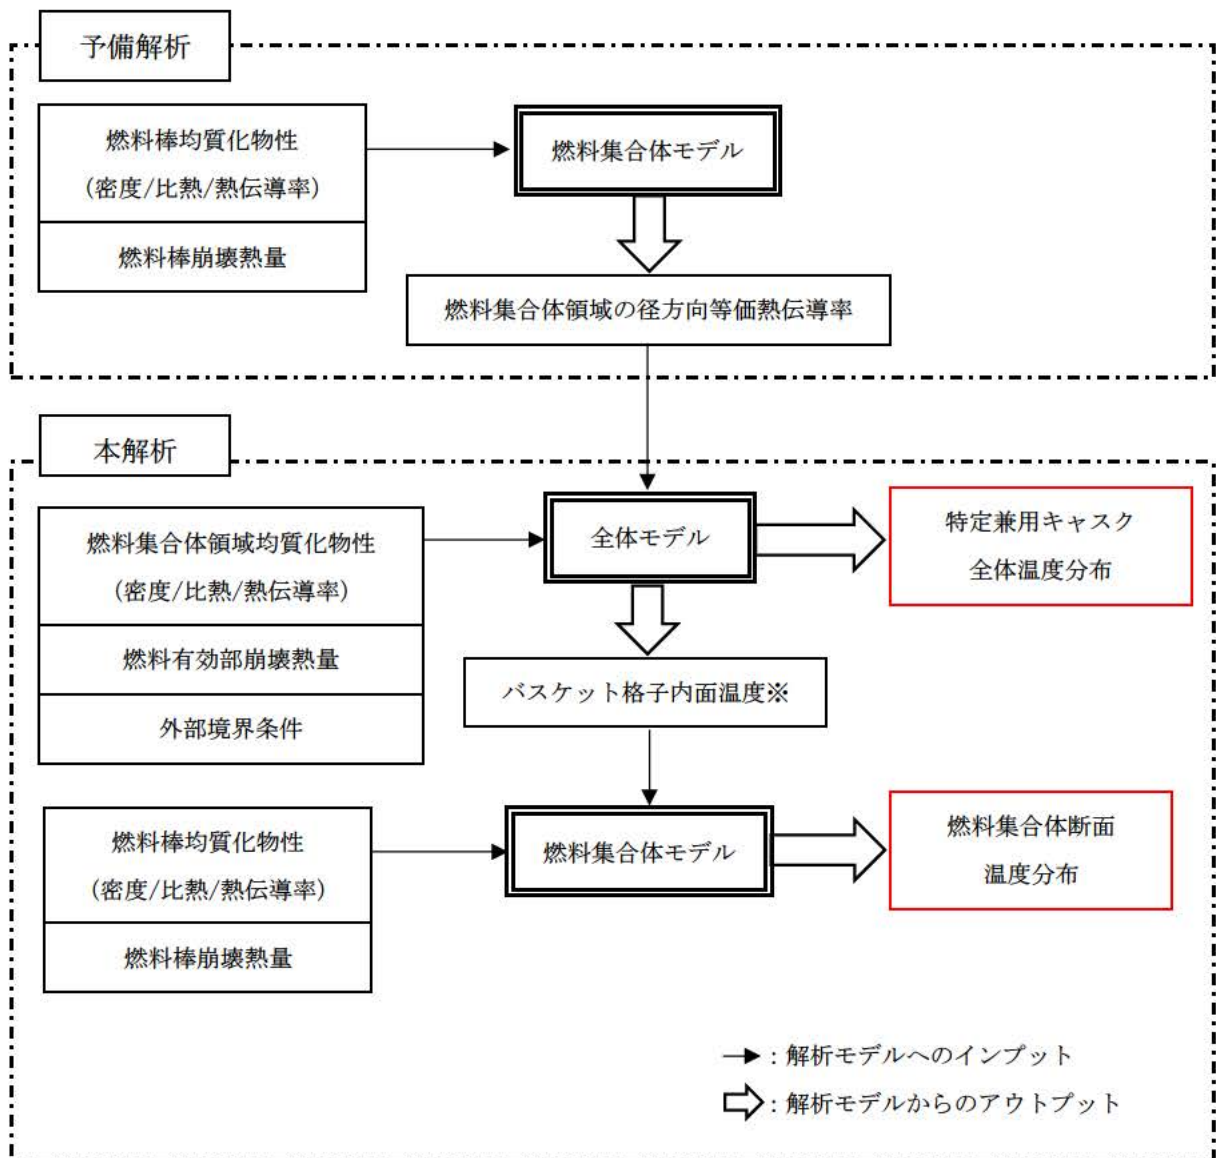 予備解析
燃料棒均質化物性
(密度/比熱/熱伝導率)
燃料棒崩壊熱量
燃料集合体モデル
燃料集合体領域の径方向等価熱伝導率
本解析
燃料集合体領域均質化物性
(密度/比熱/熱伝導率)
燃料有効部崩壊熱量
外部境界条件
全体モデル
特定兼用キャスク
全体温度分布
バスケット格子内面温度※
燃料棒均質化物性
(密度/比熱/熱伝導率)
燃料棒崩壊熱量
燃料集合体モデル
燃料集合体断面
温度分布
:解析モデルへのインプット
:解析モデルからのアウトプット